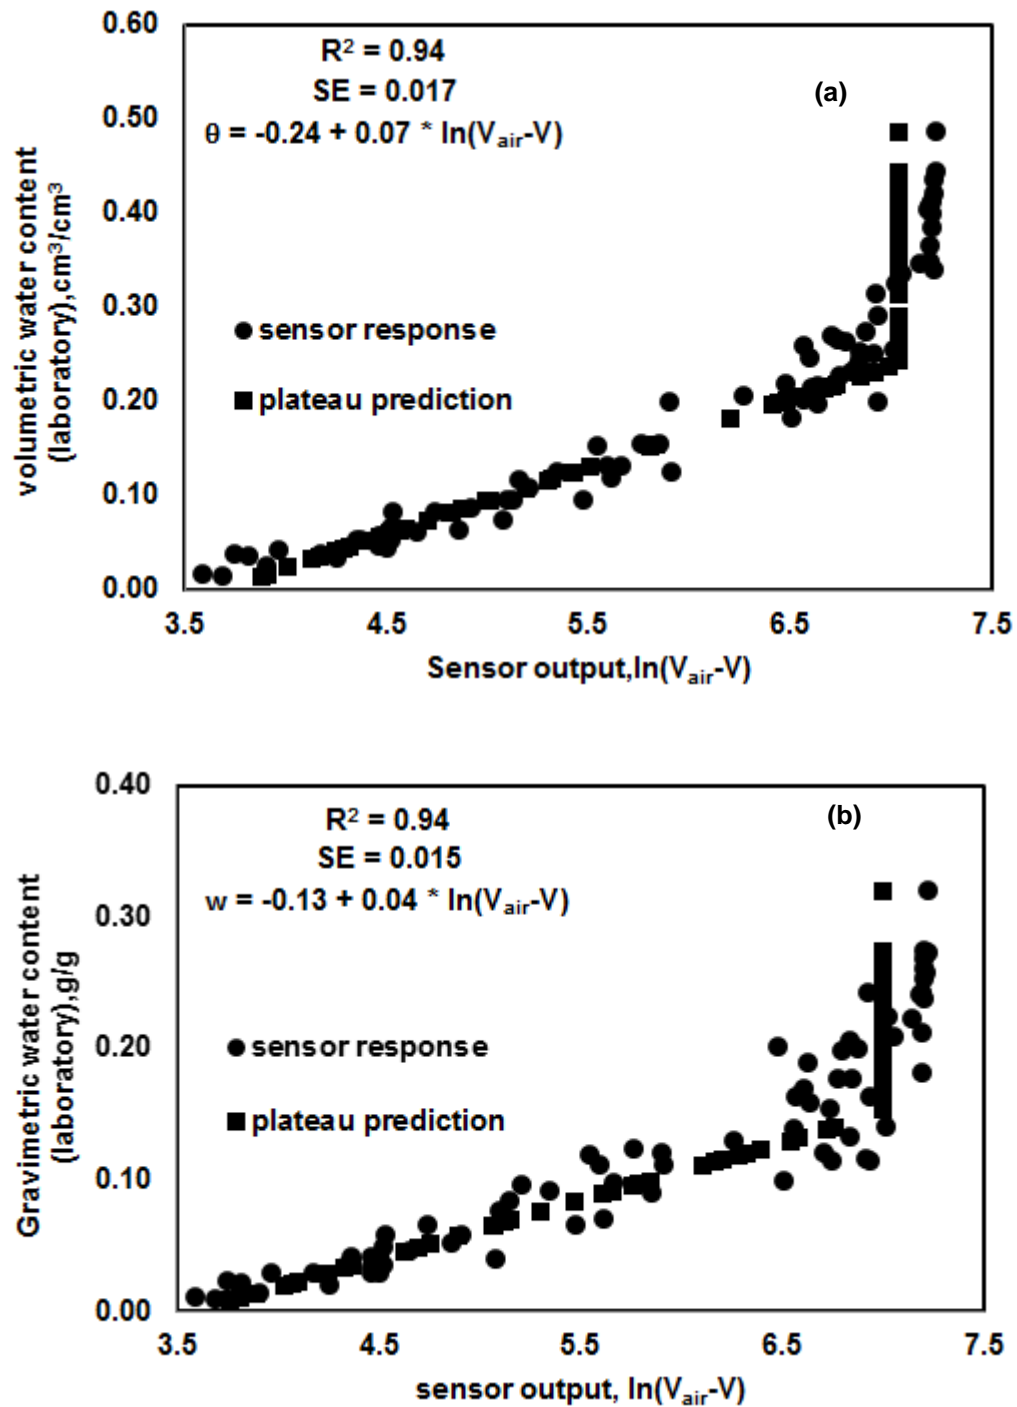 0.60
R² = 0.94
SE = 0.017
(a)
θ = -0.24 + 0.07 * ln(Vair-V)
0.50
0.40
0.30
0.20
0.10
0.00
sensor response
plateau prediction
volumetric water content
(laboratory),cm³/cm³
3.5 4.5 5.5 6.5 7.5
Sensor output,ln(Vair-V)
0.40
R² = 0.94
(b)
SE = 0.015
w = -0.13 + 0.04 * ln(Vair-V)
0.30
0.20
0.10
0.00
sensor response
plateau prediction
Gravimetric water content
(laboratory),g/g
3.5 4.5 5.5 6.5 7.5
sensor output, ln(Vair-V)